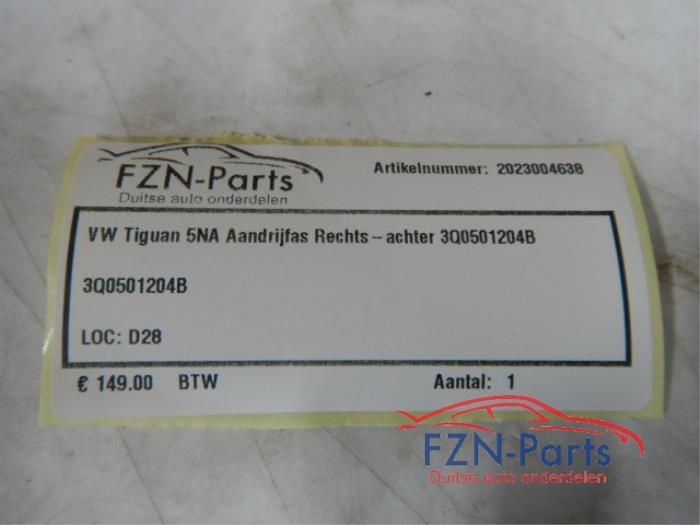 FZN-Parts
Duitse auto onderdelen
Artikelnummer: 2023004638
VW Tiguan 5NA Aandrijfas Rechts-achter 3Q0501204B
3Q0501204B
LOC: D28
€ 149.00 BTW
Aantal: 1
FZN-Parts
Duitse auto onderdelen